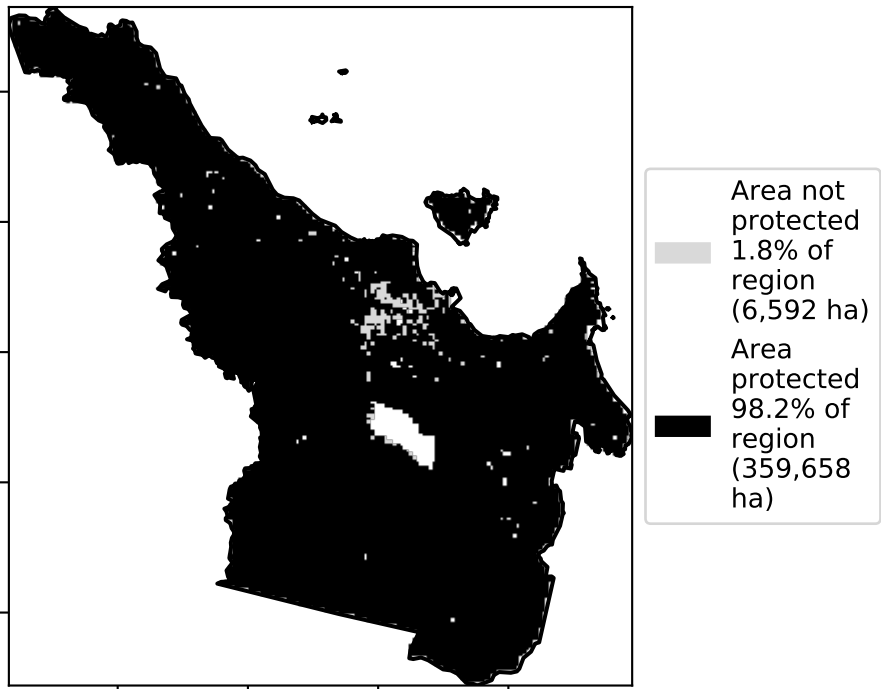 Area not
protected
1.8% of
region
(6,592 ha)
Area
protected
98.2% of
region
(359,658
ha)